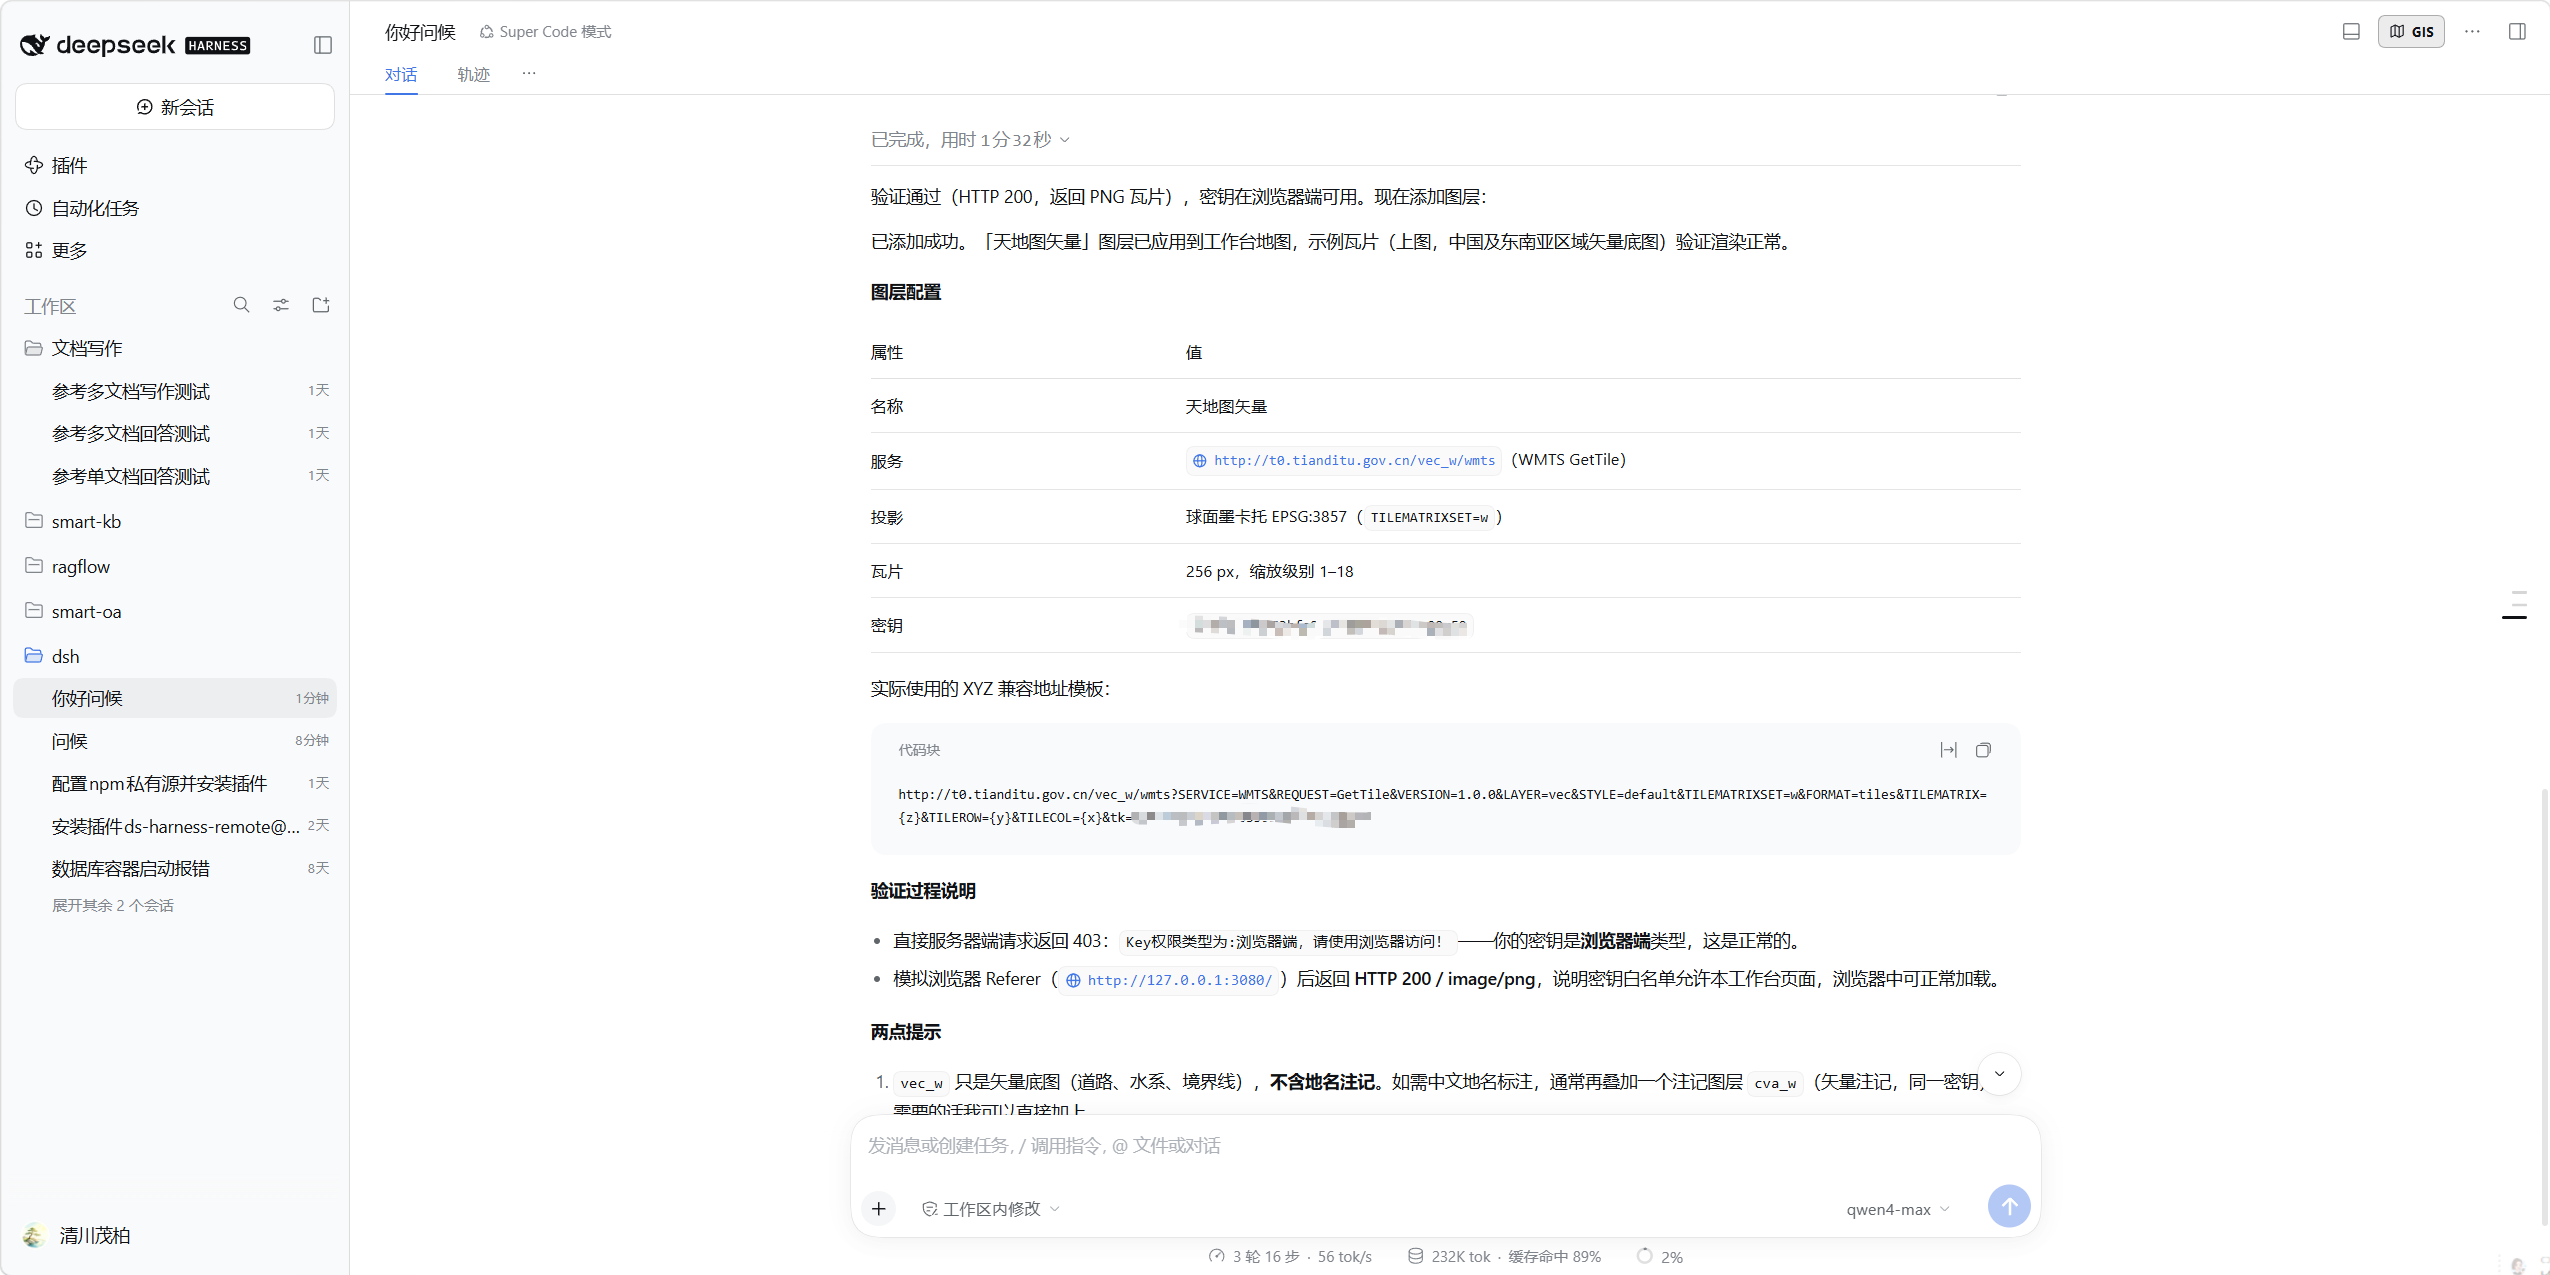 deepseek HARNESS
新会话
插件
自动化任务
更多
工作区
文档写作
参考多文档写作测试 1天
参考多文档回答测试 1天
参考单文档回答测试 1天
smart-kb
ragflow
smart-oa
dsh
你好问候 1分钟
问候 8分钟
配置npm私有源并安装插件 1天
安装插件ds-harness-remote@... 2天
数据库容器启动报错 8天
展开其余 2 个会话
清川茂柏
你好问候 Super Code 模式
GIS
对话 轨迹
已完成，用时 1分32秒
验证通过（HTTP 200，返回 PNG 瓦片），密钥在浏览器端可用。现在添加图层：
已添加成功。「天地图矢量」图层已应用到工作台地图，示例瓦片（上图，中国及东南亚区域矢量底图）验证渲染正常。
图层配置
属性 值
名称 天地图矢量
服务 http://t0.tianditu.gov.cn/vec_w/wmts （WMTS GetTile）
投影 球面墨卡托 EPSG:3857（ TILEMATRIXSET=w ）
瓦片 256 px，缩放级别 1–18
密钥
实际使用的 XYZ 兼容地址模板：
代码块
http://t0.tianditu.gov.cn/vec_w/wmts?SERVICE=WMTS&REQUEST=GetTile&VERSION=1.0.0&LAYER=vec&STYLE=default&TILEMATRIXSET=w&FORMAT=tiles&TILEMATRIX=
{z}&TILEROW={y}&TILECOL={x}&tk=
验证过程说明
• 直接服务器端请求返回 403： Key权限类型为:浏览器端, 请使用浏览器访问! ——你的密钥是浏览器端类型，这是正常的。
• 模拟浏览器 Referer（ http://127.0.0.1:3080/ ）后返回 HTTP 200 / image/png，说明密钥白名单允许本工作台页面，浏览器中可正常加载。
两点提示
1. vec_w 只是矢量底图（道路、水系、境界线），不含地名注记。如需中文地名标注，通常再叠加一个注记图层 cva_w （矢量注记，同一密钥，
需要的话我可以直接加上
发消息或创建任务, / 调用指令, @ 文件或对话
工作区内修改
qwen4-max
3 轮 16 步 · 56 tok/s 232K tok · 缓存命中 89% 2%